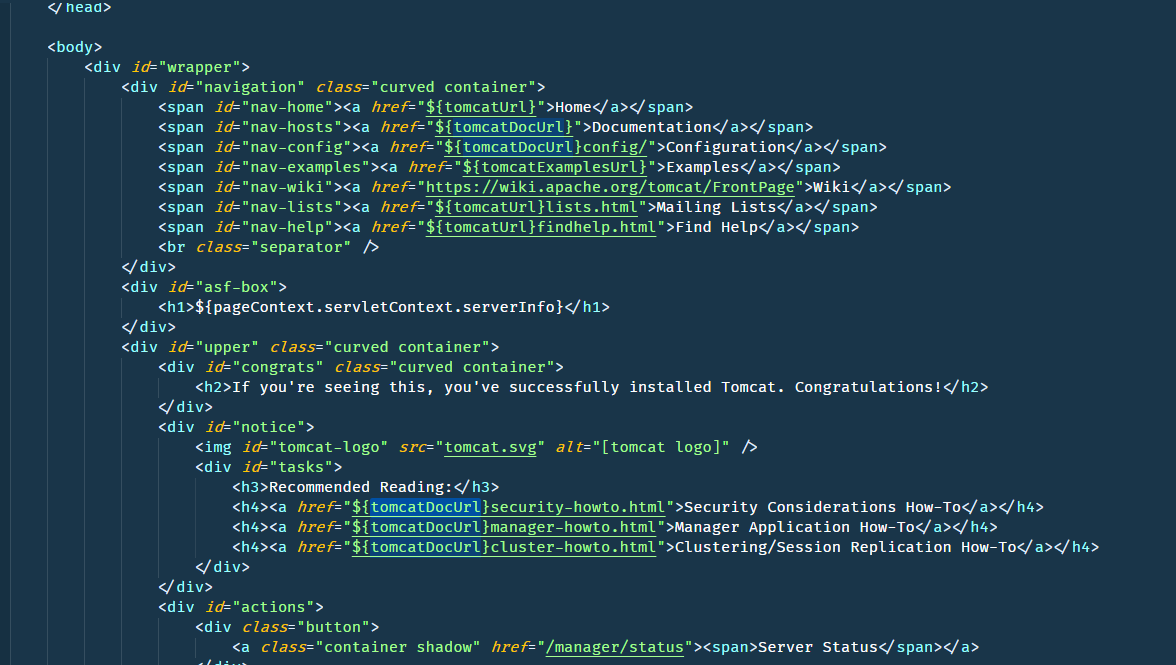 </head>
<body>
<div id="wrapper">
<div id="navigation" class="curved container">
<span id="nav-home"><a href="${tomcatUrl}">Home</a></span>
<span id="nav-hosts"><a href="${tomcatDocUrl}">Documentation</a></span>
<span id="nav-config"><a href="${tomcatDocUrl}config/">Configuration</a></span>
<span id="nav-examples"><a href="${tomcatExamplesUrl}">Examples</a></span>
<span id="nav-wiki"><a href="https://wiki.apache.org/tomcat/FrontPage">Wiki</a></span>
<span id="nav-lists"><a href="${tomcatUrl}lists.html">Mailing Lists</a></span>
<span id="nav-help"><a href="${tomcatUrl}findhelp.html">Find Help</a></span>
<br class="separator" />
</div>
<div id="asf-box">
<h1>${pageContext.servletContext.serverInfo}</h1>
</div>
<div id="upper" class="curved container">
<div id="congrats" class="curved container">
<h2>If you're seeing this, you've successfully installed Tomcat. Congratulations!</h2>
</div>
<div id="notice">
<img id="tomcat-logo" src="tomcat.svg" alt="[tomcat logo]" />
<div id="tasks">
<h3>Recommended Reading:</h3>
<h4><a href="${tomcatDocUrl}security-howto.html">Security Considerations How-To</a></h4>
<h4><a href="${tomcatDocUrl}manager-howto.html">Manager Application How-To</a></h4>
<h4><a href="${tomcatDocUrl}cluster-howto.html">Clustering/Session Replication How-To</a></h4>
</div>
</div>
<div id="actions">
<div class="button">
<a class="container shadow" href="/manager/status"><span>Server Status</span></a>
</div>